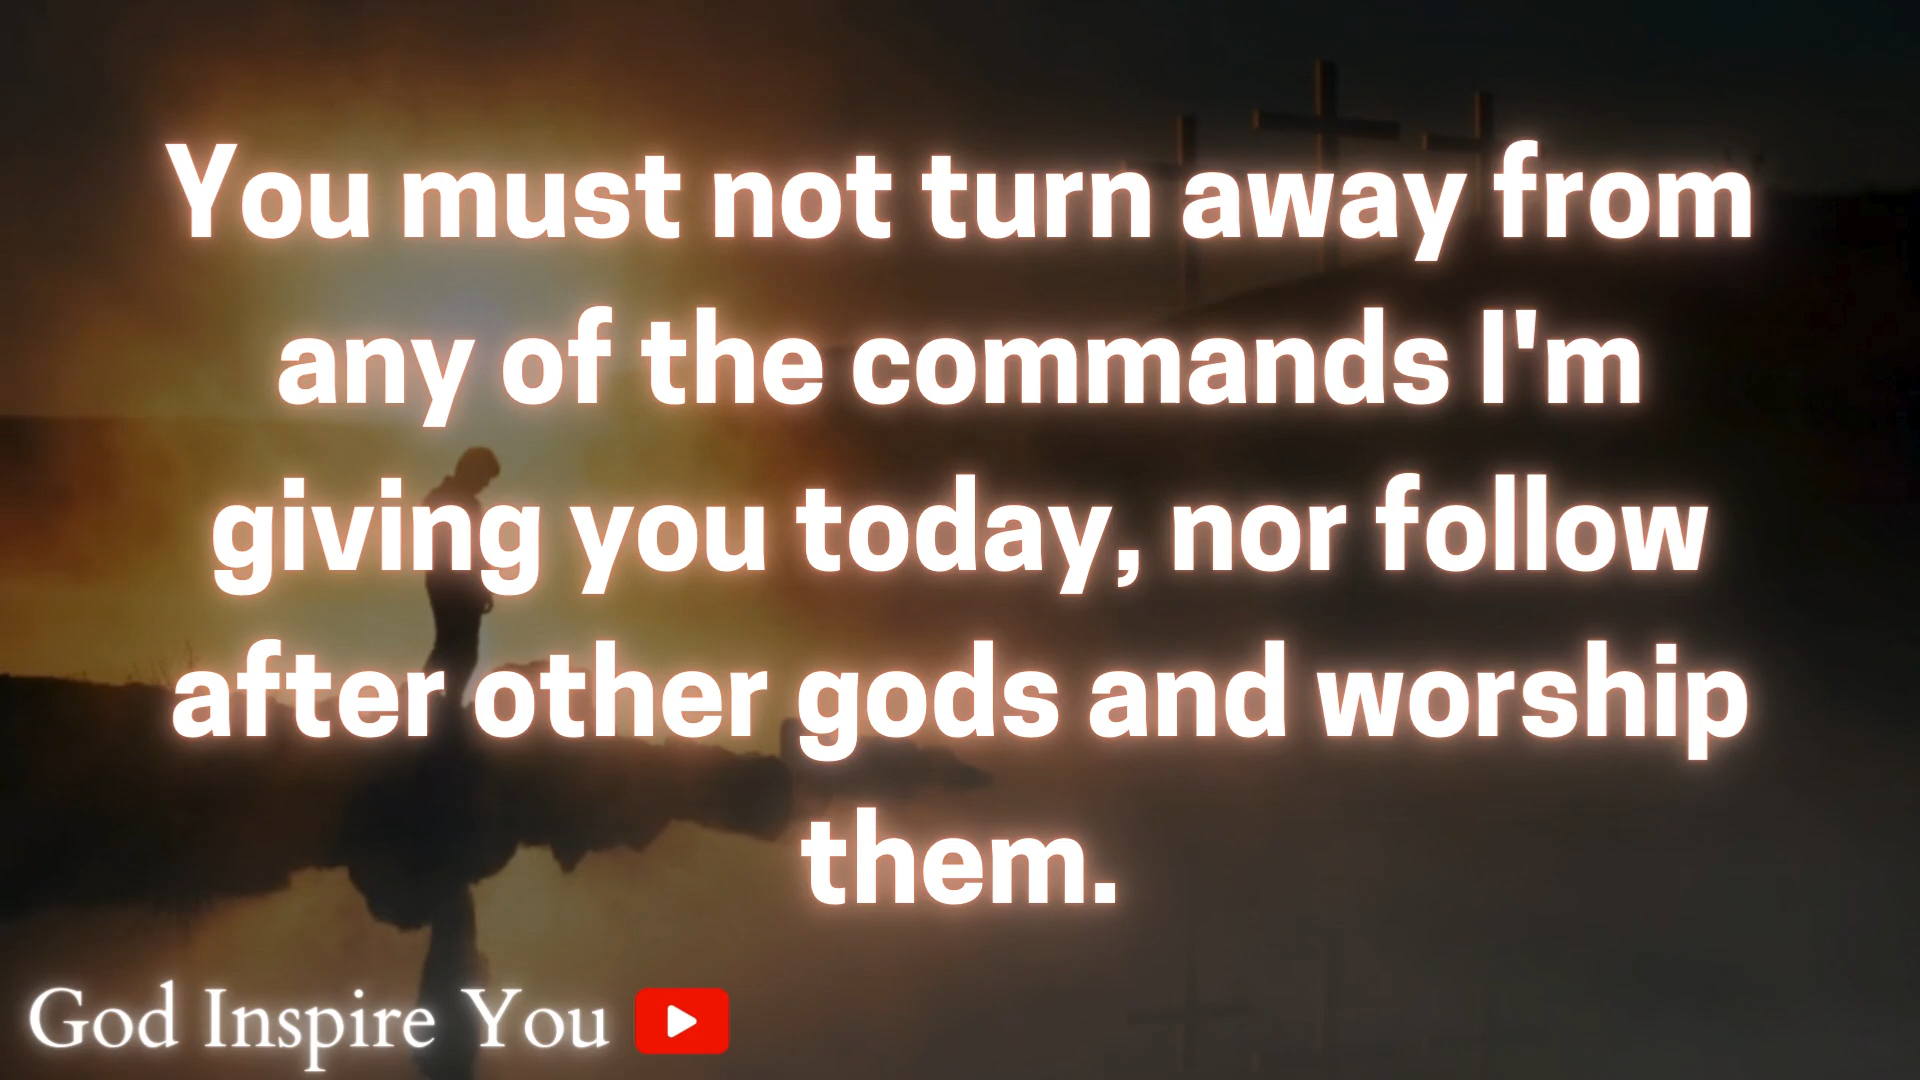 You must not turn away from
any of the commands I'm
giving you today, nor follow
after other gods and worship
them.
God Inspire You